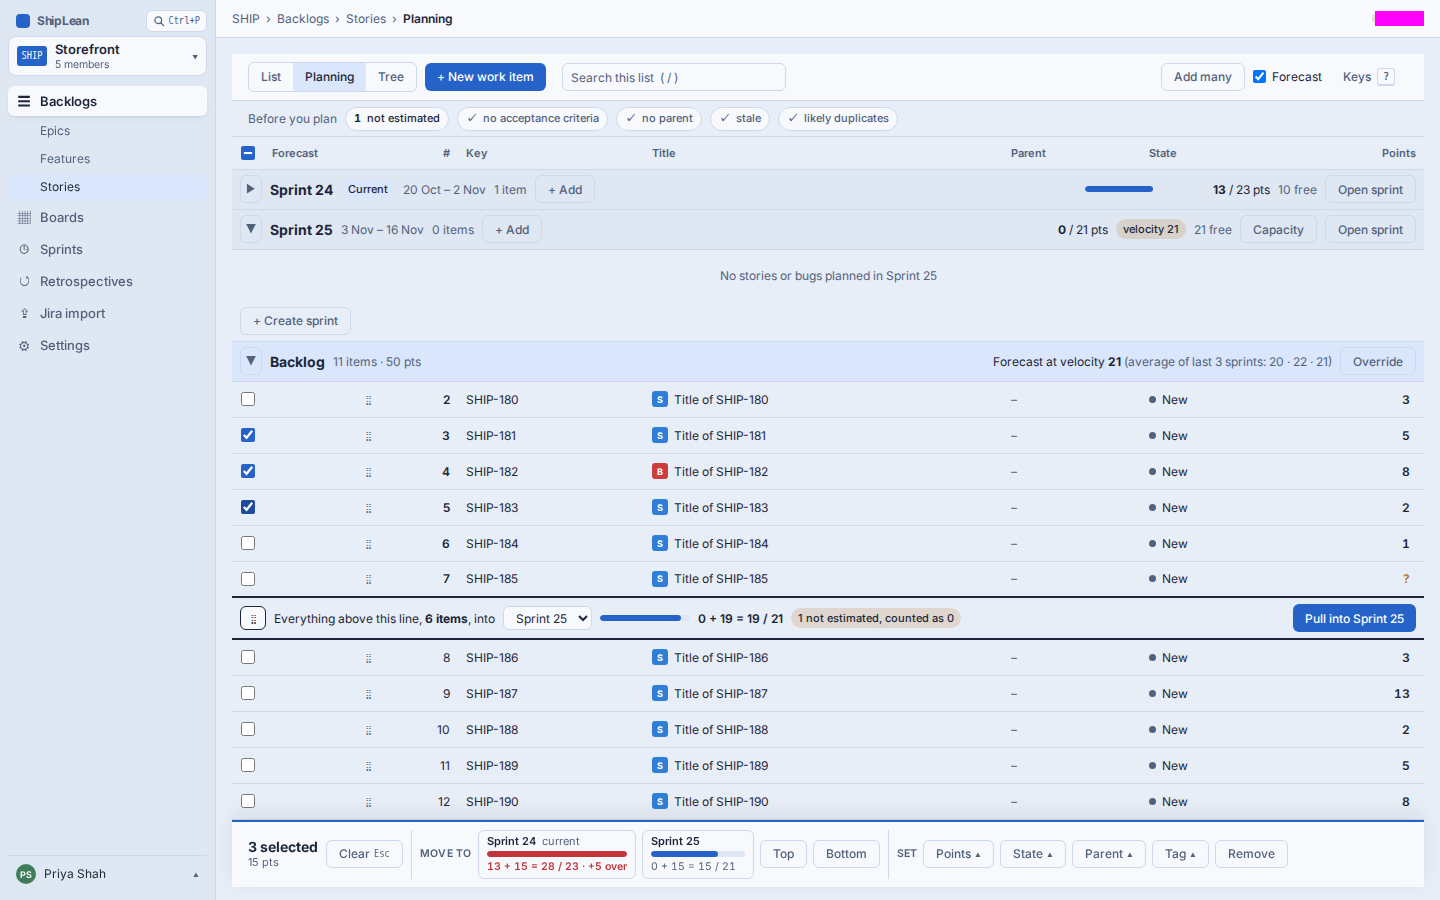 ShipLean Ctrl+P
SHIP Storefront
5 members
Backlogs
Epics
Features
Stories
Boards
Sprints
Retrospectives
Jira import
Settings
PS Priya Shah
SHIP › Backlogs › Stories › Planning
List Planning Tree + New work item Search this list ( / ) Add many Forecast Keys ?
Before you plan 1 not estimated ✓ no acceptance criteria ✓ no parent ✓ stale ✓ likely duplicates
Forecast # Key Title Parent State Points
Sprint 24 Current 20 Oct – 2 Nov 1 item + Add 13 / 23 pts 10 free Open sprint
Sprint 25 3 Nov – 16 Nov 0 items + Add 0 / 21 pts velocity 21 21 free Capacity Open sprint
No stories or bugs planned in Sprint 25
+ Create sprint
Backlog 11 items · 50 pts Forecast at velocity 21 (average of last 3 sprints: 20 · 22 · 21) Override
2 SHIP-180 S Title of SHIP-180 – New 3
3 SHIP-181 S Title of SHIP-181 – New 5
4 SHIP-182 B Title of SHIP-182 – New 8
5 SHIP-183 S Title of SHIP-183 – New 2
6 SHIP-184 S Title of SHIP-184 – New 1
7 SHIP-185 S Title of SHIP-185 – New ?
Everything above this line, 6 items, into Sprint 25 0 + 19 = 19 / 21 1 not estimated, counted as 0 Pull into Sprint 25
8 SHIP-186 S Title of SHIP-186 – New 3
9 SHIP-187 S Title of SHIP-187 – New 13
10 SHIP-188 S Title of SHIP-188 – New 2
11 SHIP-189 S Title of SHIP-189 – New 5
12 SHIP-190 S Title of SHIP-190 – New 8
3 selected
15 pts
Clear Esc
MOVE TO
Sprint 24 current
13 + 15 = 28 / 23 · +5 over
Sprint 25
0 + 15 = 15 / 21
Top Bottom SET Points ▴ State ▴ Parent ▴ Tag ▴ Remove